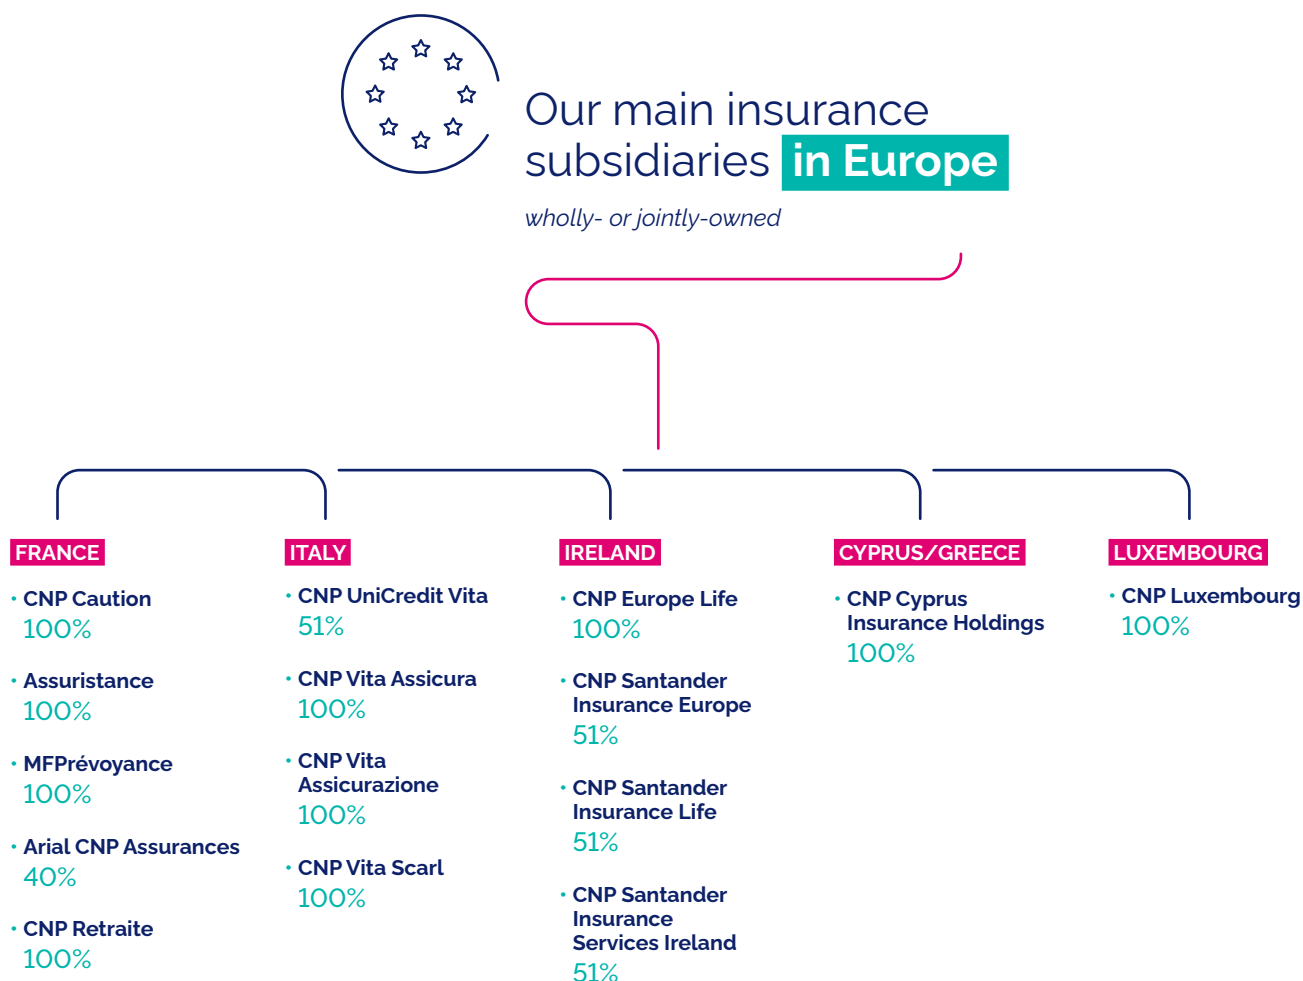 Our main insurance
subsidiaries in Europe
wholly- or jointly-owned
FRANCE
• CNP Caution
100%
• Assuristance
100%
• MFPrévoyance
100%
• Arial CNP Assurances
40%
• CNP Retraite
100%
ITALY
• CNP UniCredit Vita
51%
• CNP Vita Assicura
100%
• CNP Vita
Assicurazione
100%
• CNP Vita Scarl
100%
IRELAND
• CNP Europe Life
100%
• CNP Santander
Insurance Europe
51%
• CNP Santander
Insurance Life
51%
• CNP Santander
Insurance
Services Ireland
51%
CYPRUS/GREECE
• CNP Cyprus
Insurance Holdings
100%
LUXEMBOURG
• CNP Luxembourg
100%